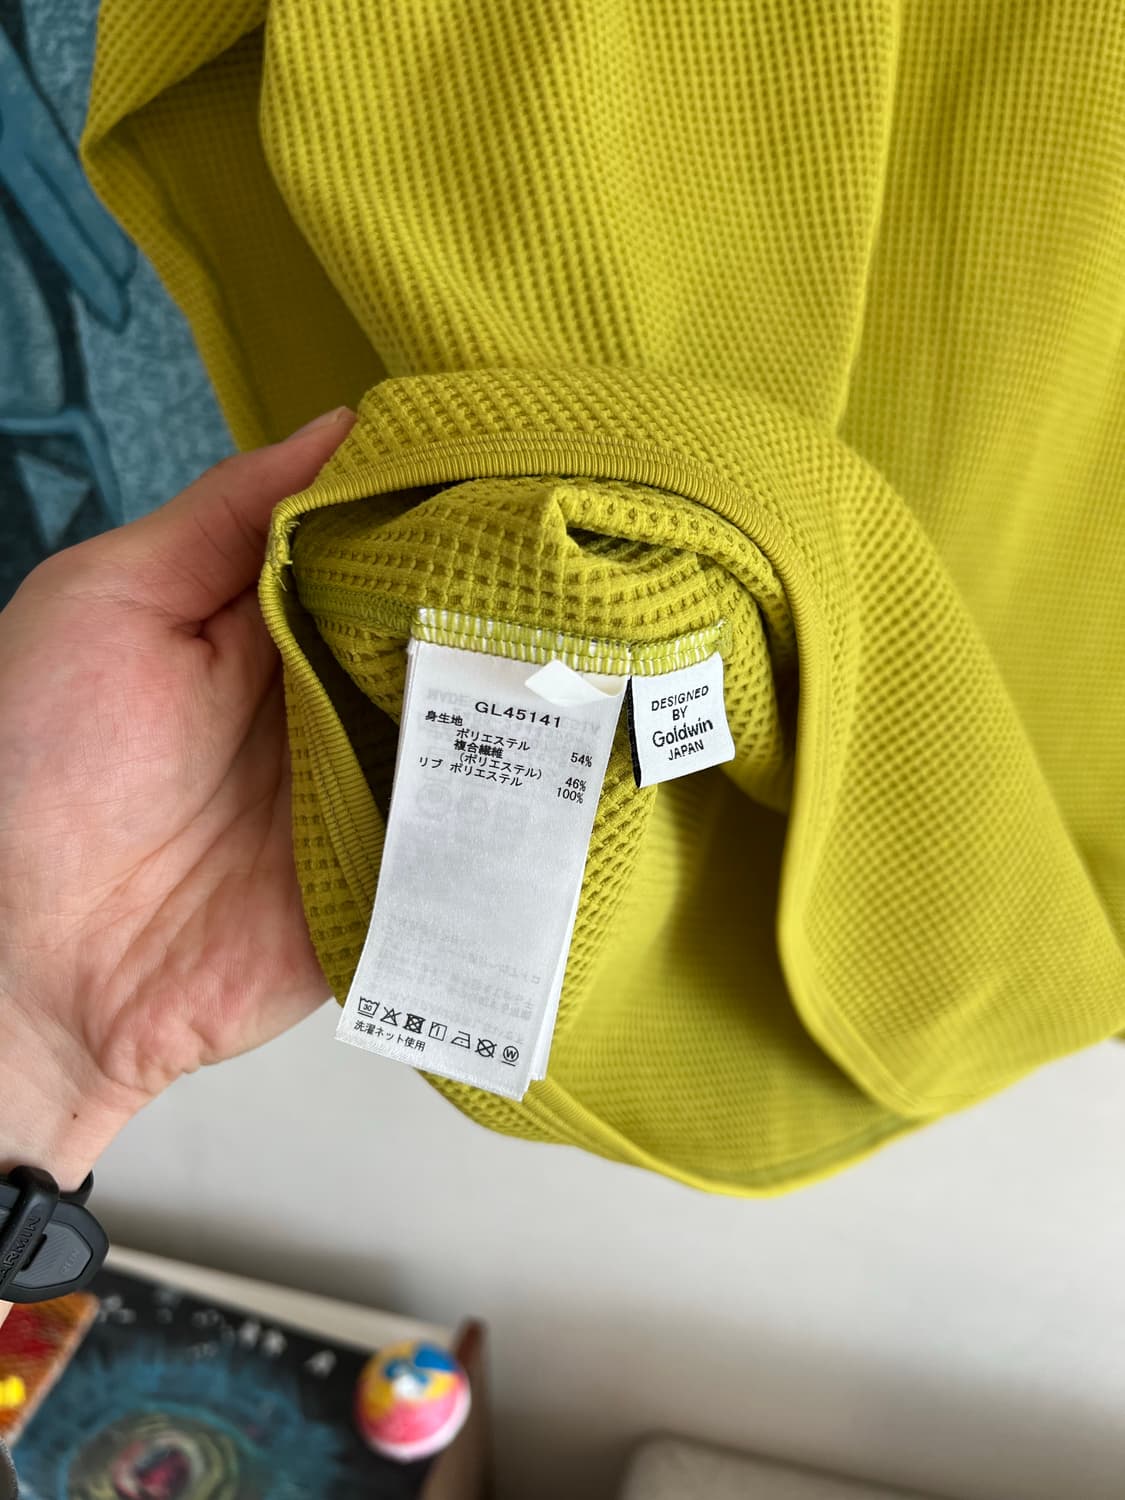 GL45141
身生地
ポリエステル 54%
複合繊維
(ポリエステル) 46%
リブ ポリエステル 100%
30
洗濯ネット使用
W
DESIGNED
BY
Goldwin
JAPAN